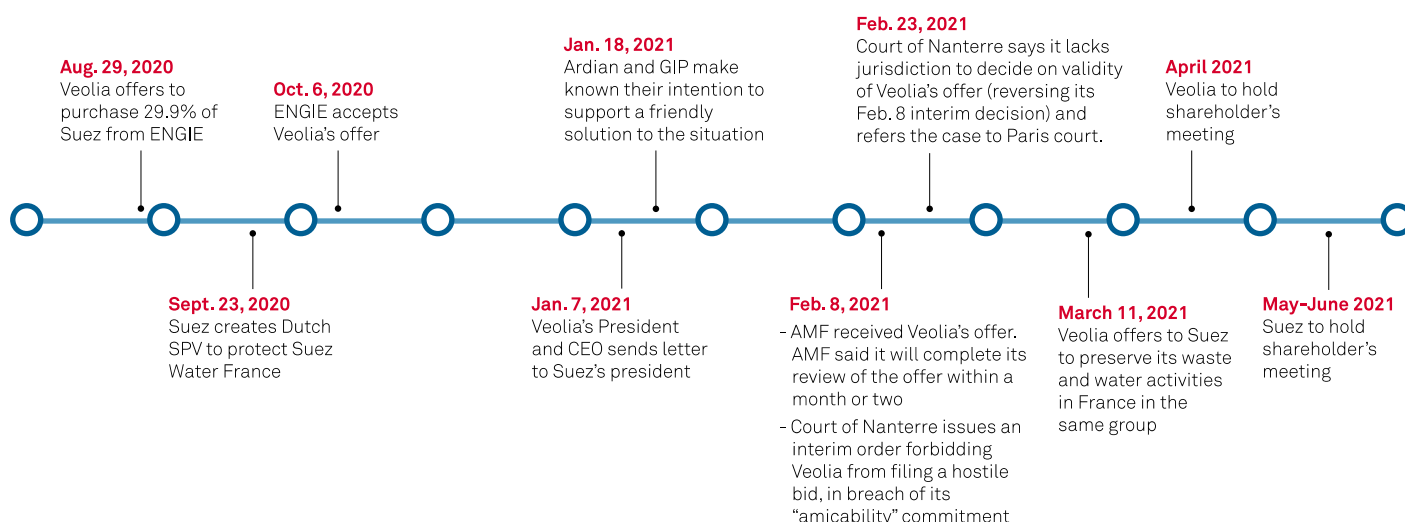 Aug. 29, 2020
Veolia offers to
purchase 29.9% of
Suez from ENGIE
Sept. 23, 2020
Suez creates Dutch
SPV to protect Suez
Water France
Oct. 6, 2020
ENGIE accepts
Veolia’s offer
Jan. 7, 2021
Veolia’s President
and CEO sends letter
to Suez’s president
Jan. 18, 2021
Ardian and GIP make
known their intention to
support a friendly
solution to the situation
Feb. 8, 2021
- AMF received Veolia’s offer.
AMF said it will complete its
review of the offer within a
month or two
- Court of Nanterre issues an
interim order forbidding
Veolia from filing a hostile
bid, in breach of its
“amicability” commitment
Feb. 23, 2021
Court of Nanterre says it lacks
jurisdiction to decide on validity
of Veolia’s offer (reversing its
Feb. 8 interim decision) and
refers the case to Paris court.
March 11, 2021
Veolia offers to Suez
to preserve its waste
and water activities
in France in the
same group
April 2021
Veolia to hold
shareholder’s
meeting
May–June 2021
Suez to hold
shareholder’s
meeting